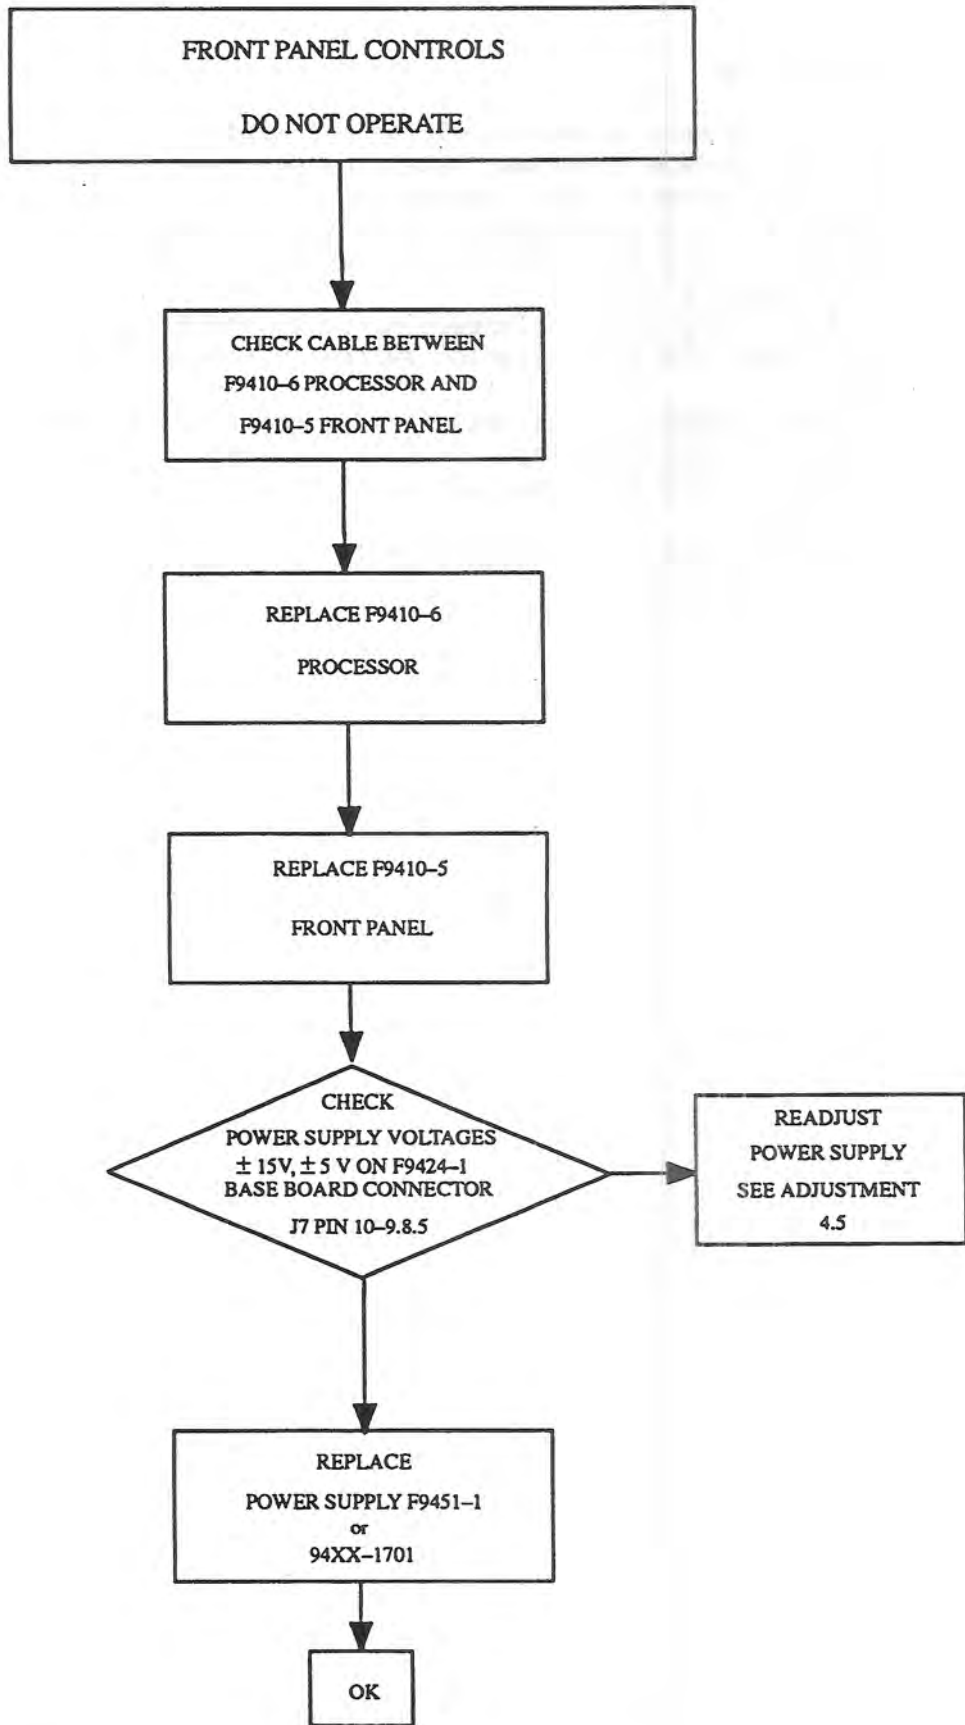 FRONT PANEL CONTROLS
DO NOT OPERATE
CHECK CABLE BETWEEN
F9410–6 PROCESSOR AND
F9410–5 FRONT PANEL
REPLACE F9410–6
PROCESSOR
REPLACE F9410–5
FRONT PANEL
CHECK
POWER SUPPLY VOLTAGES
± 15V, ± 5 V ON F9424–1
BASE BOARD CONNECTOR
J7 PIN 10–9.8.5
READJUST
POWER SUPPLY
SEE ADJUSTMENT
4.5
REPLACE
POWER SUPPLY F9451–1
or
94XX–1701
OK